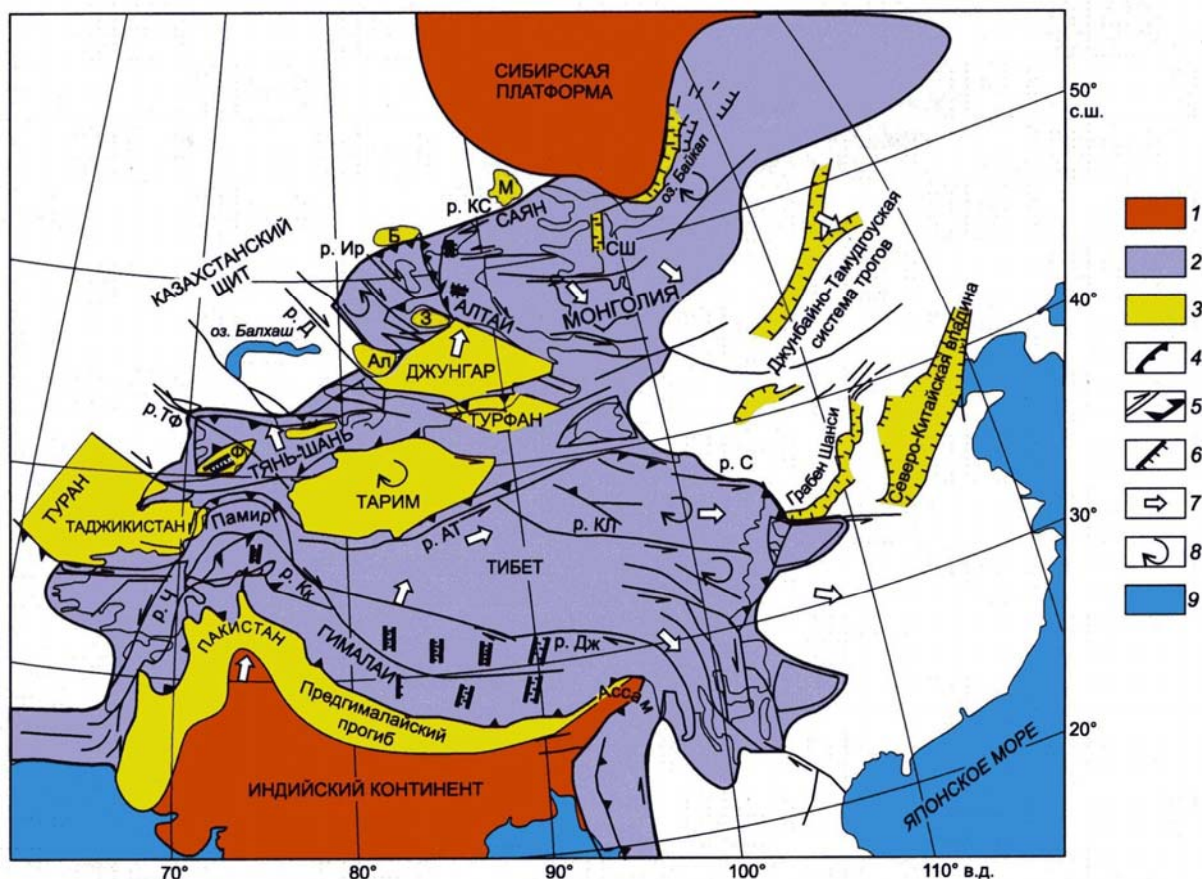 СИБИРСКАЯ
ПЛАТФОРМА
50°
с.ш.
оз. Байкал
М
р. КС
САЯН
Б
р. Ир
СШ
КАЗАХСТАНСКИЙ
ЩИТ
р. Д
З
АЛТАЙ
МОНГОЛИЯ
Джунбайно-Тамудгоуская
система трогов
40°
оз. Балхаш
Ал
ДЖУНГАР
Северо-Китайская впадина
р. ТФ
ТУРФАН
Ф
ТЯНЬ-ШАНЬ
Грабен Шанси
р. С
ТУРАН
ТАРИМ
ТАДЖИКИСТАН
Памир
р. АТ
р. КЛ
30°
ТИБЕТ
р. Ч
р. Кк
ПАКИСТАН
ГИМАЛАИ
р. Дж
Предгималайский
прогиб
Ассам
20°
ИНДИЙСКИЙ КОНТИНЕНТ
ЯПОНСКОЕ МОРЕ
70°
80°
90°
100°
110° в.д.
1
2
3
4
5
6
7
8
9